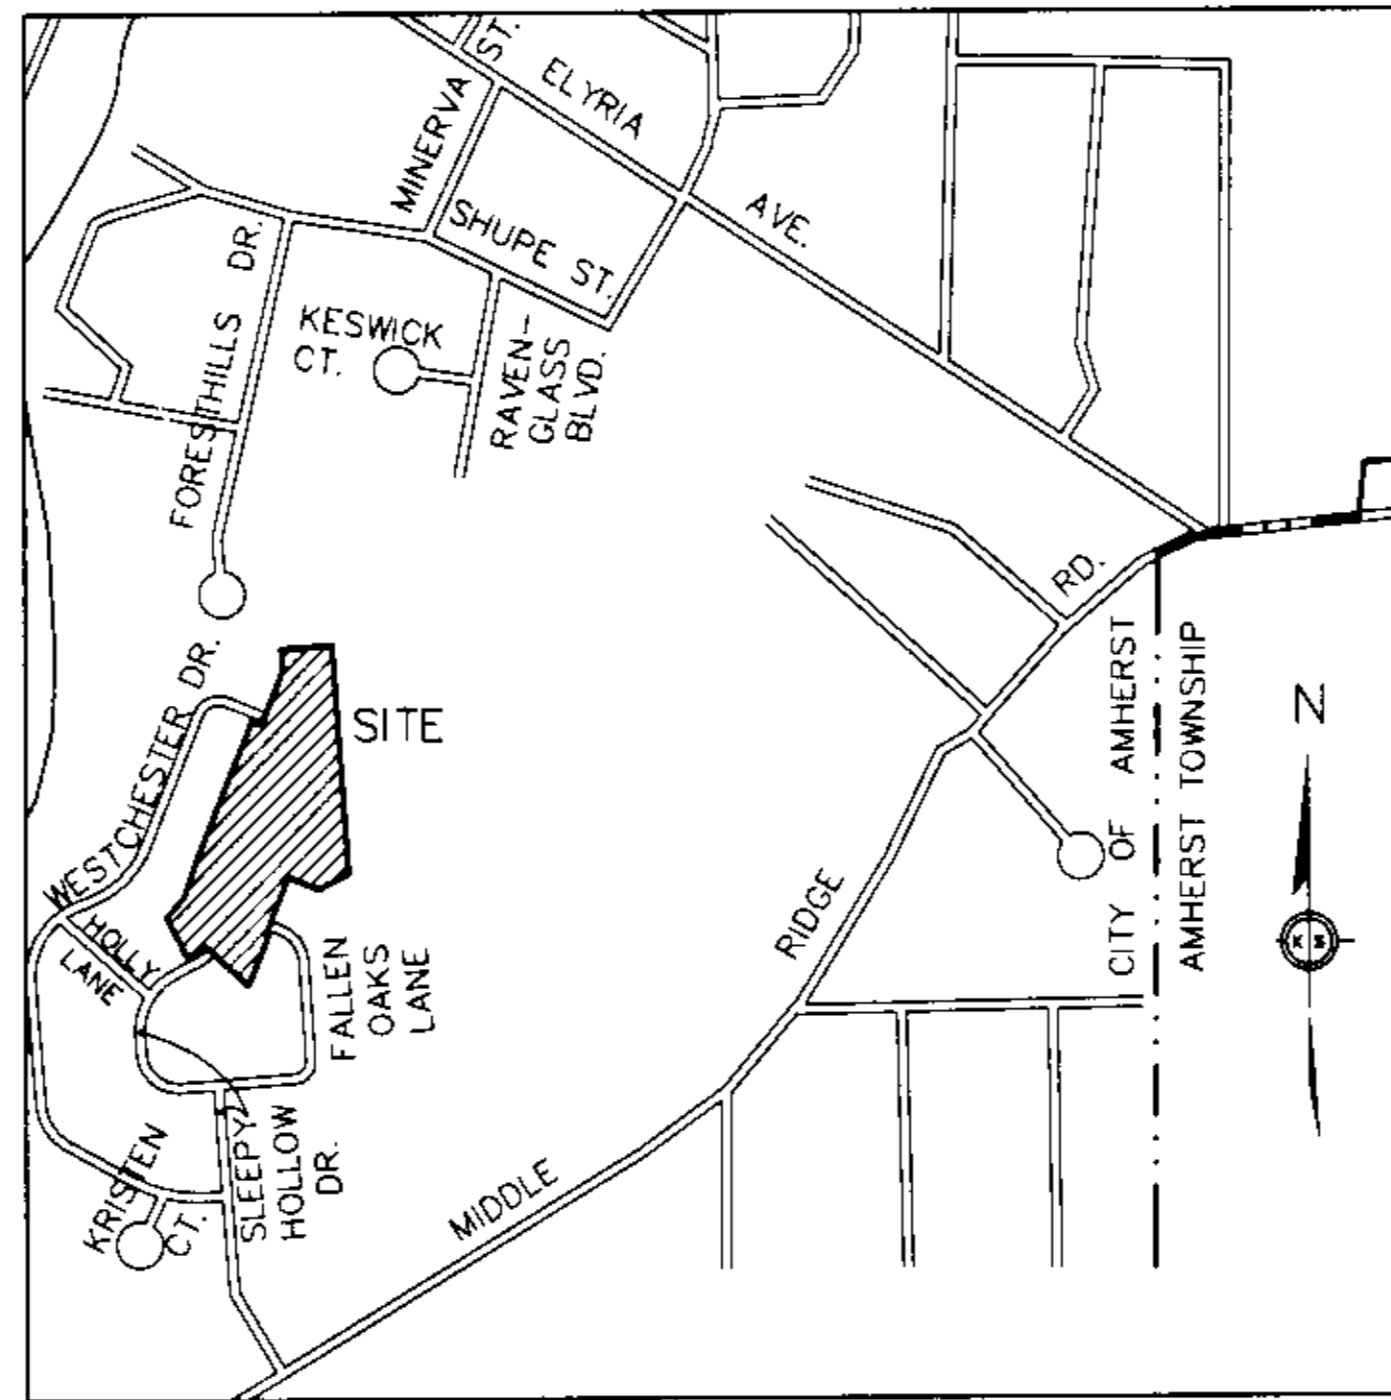 ST.
ELYRIA
AVE.
MINERVA
SHUPE ST.
FORESTHILLS DR.
KESWICK
CT.
RAVEN-
GLASS
BLVD.
RD.
WESTCHESTER DR.
SITE
CITY OF AMHERST
AMHERST TOWNSHIP
N
K S
HOLLY
LANE
FALLEN
OAKS
LANE
RIDGE
SLEEPY
HOLLOW
DR.
KRISTEN
CT.
MIDDLE